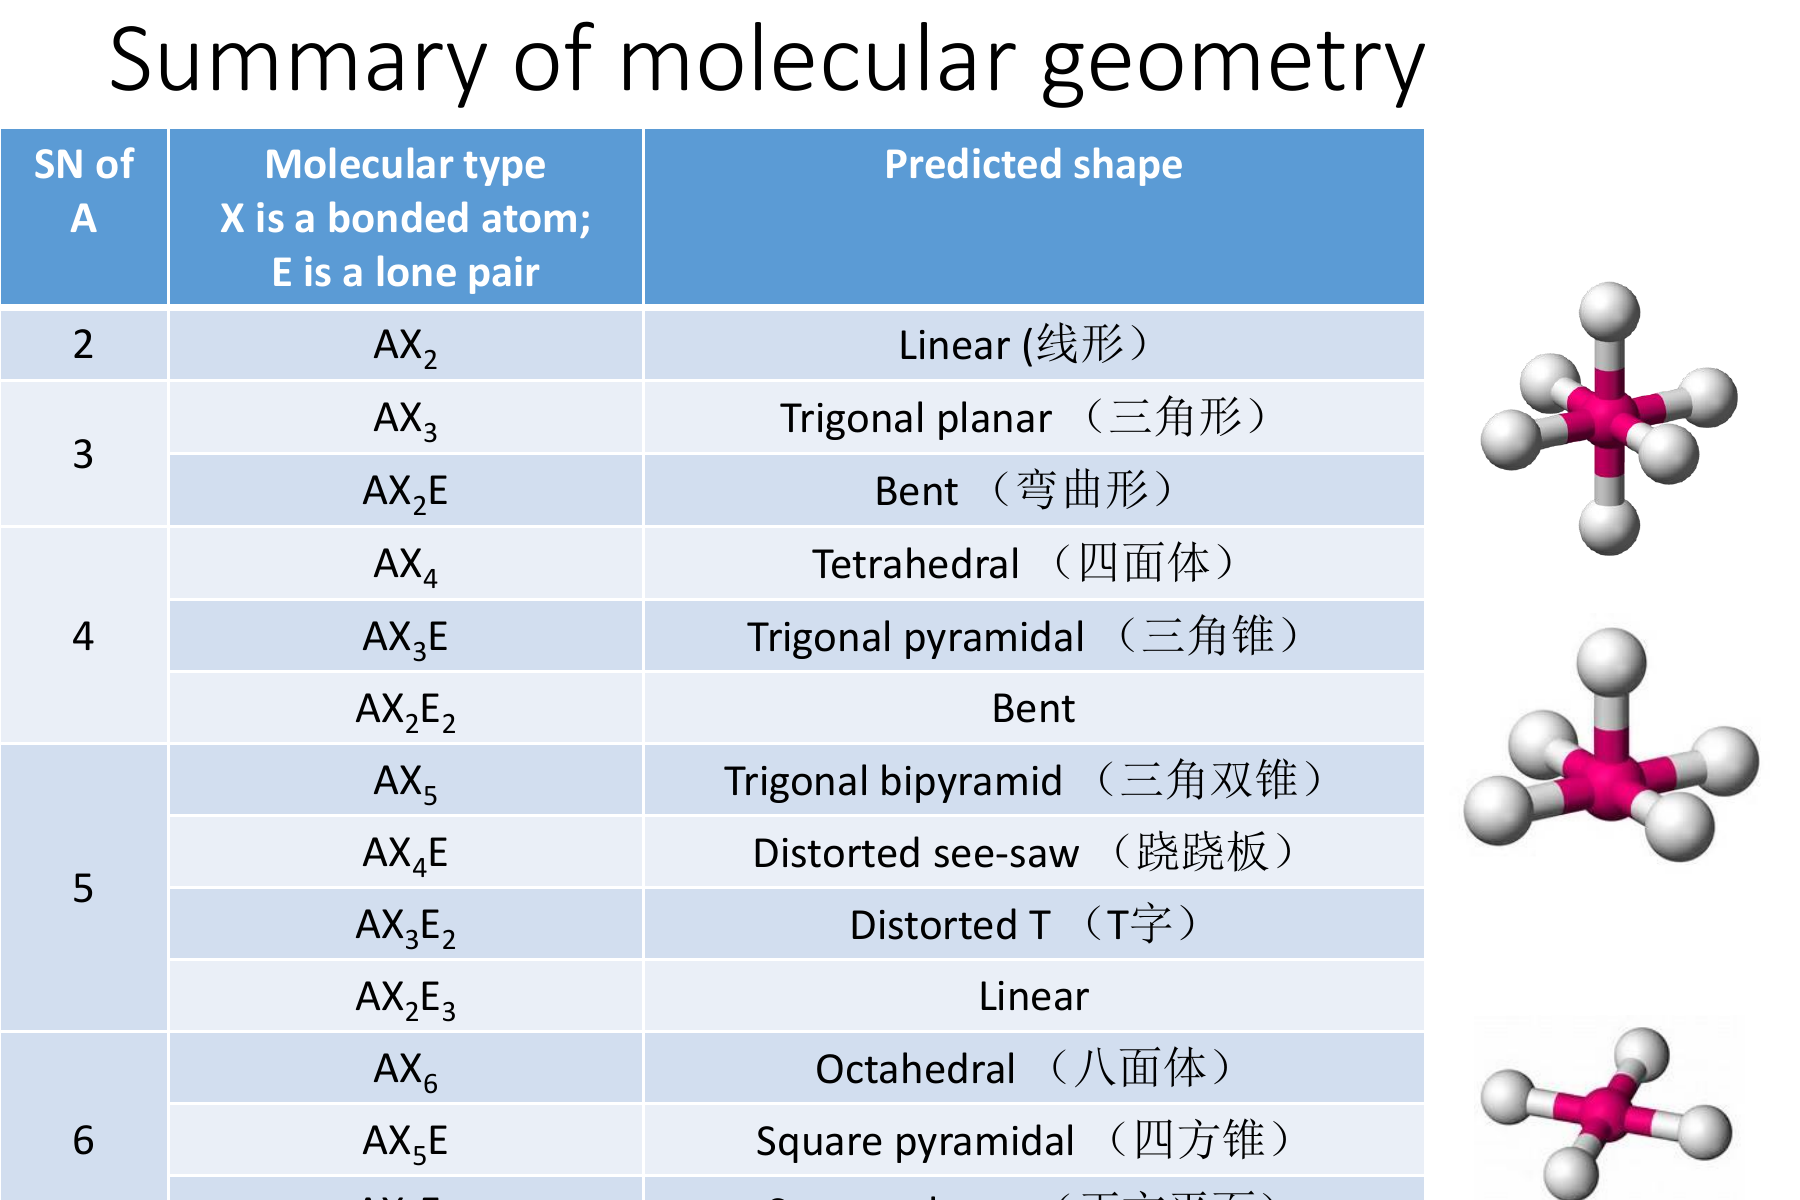 Summary of molecular geometry
SN of A | Molecular type X is a bonded atom; E is a lone pair | Predicted shape
2 | AX₂ | Linear (线形）
3 | AX₃ | Trigonal planar （三角形）
AX₂E | Bent （弯曲形）
4 | AX₄ | Tetrahedral （四面体）
AX₃E | Trigonal pyramidal （三角锥）
AX₂E₂ | Bent
5 | AX₅ | Trigonal bipyramid （三角双锥）
AX₄E | Distorted see-saw （跷跷板）
AX₃E₂ | Distorted T （T字）
AX₂E₃ | Linear
6 | AX₆ | Octahedral （八面体）
AX₅E | Square pyramidal （四方锥）